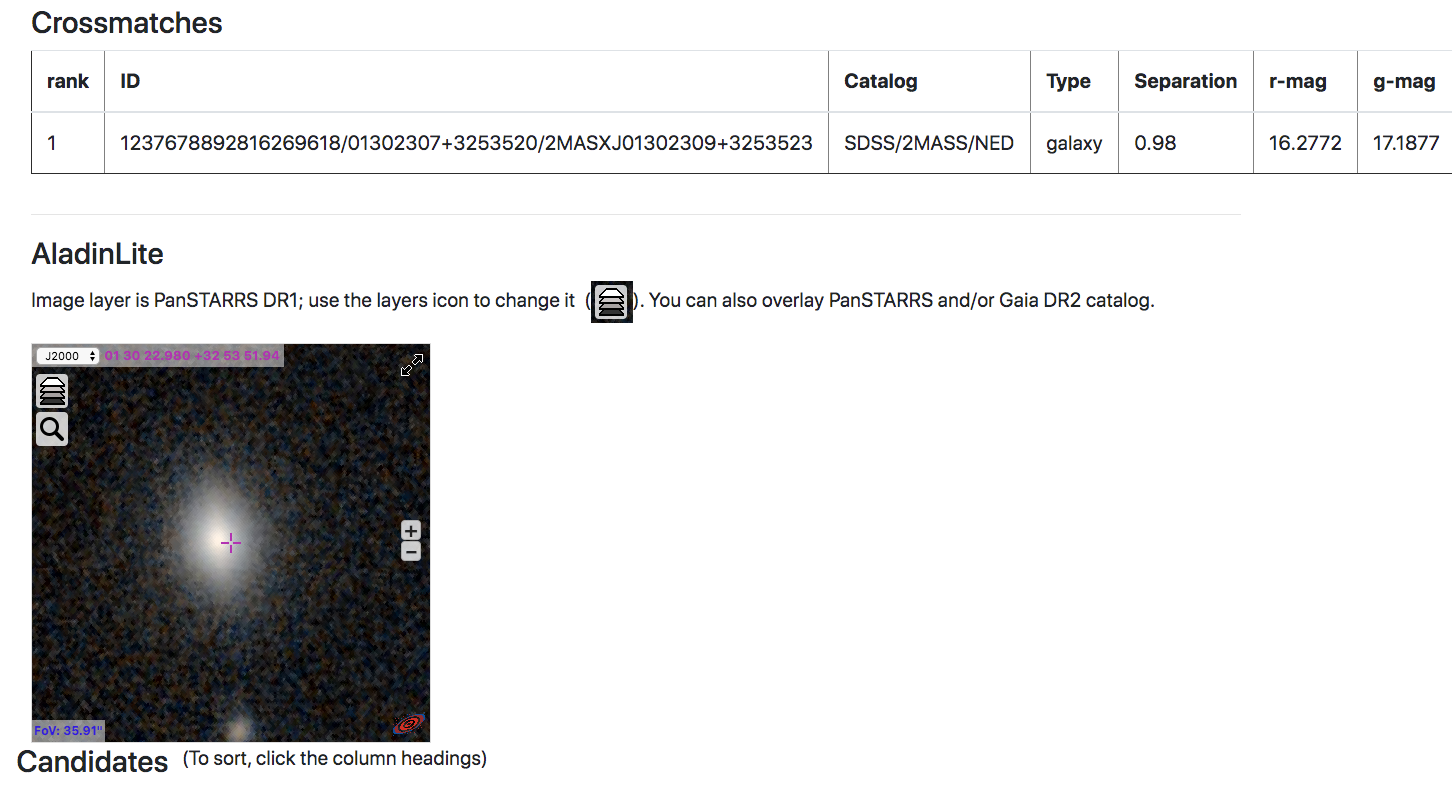 Crossmatches
rank ID Catalog Type Separation r-mag g-mag
1 1237678892816269618/01302307+3253520/2MASXJ01302309+3253523 SDSS/2MASS/NED galaxy 0.98 16.2772 17.1877
AladinLite
Image layer is PanSTARRS DR1; use the layers icon to change it ( ). You can also overlay PanSTARRS and/or Gaia DR2 catalog.
J2000 01 30 22.980 +32 53 51.94
+
−
FoV: 35.91"
Candidates (To sort, click the column headings)